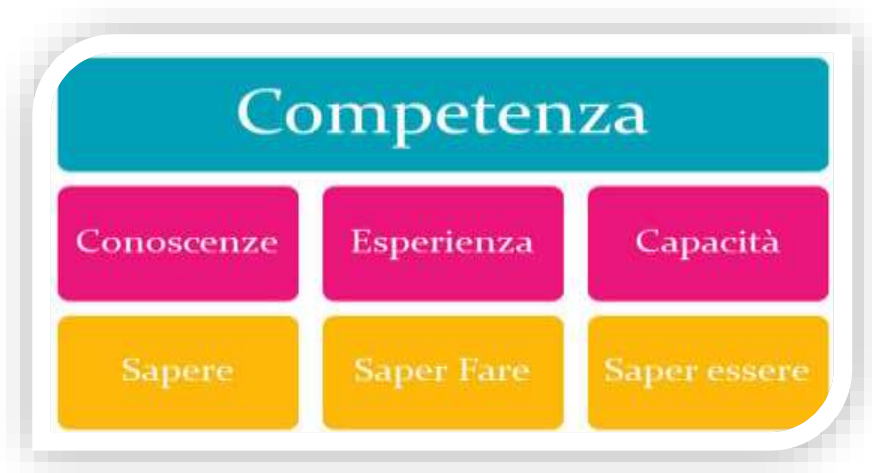 Competenza
Conoscenze Esperienza Capacità
Sapere Saper Fare Saper essere